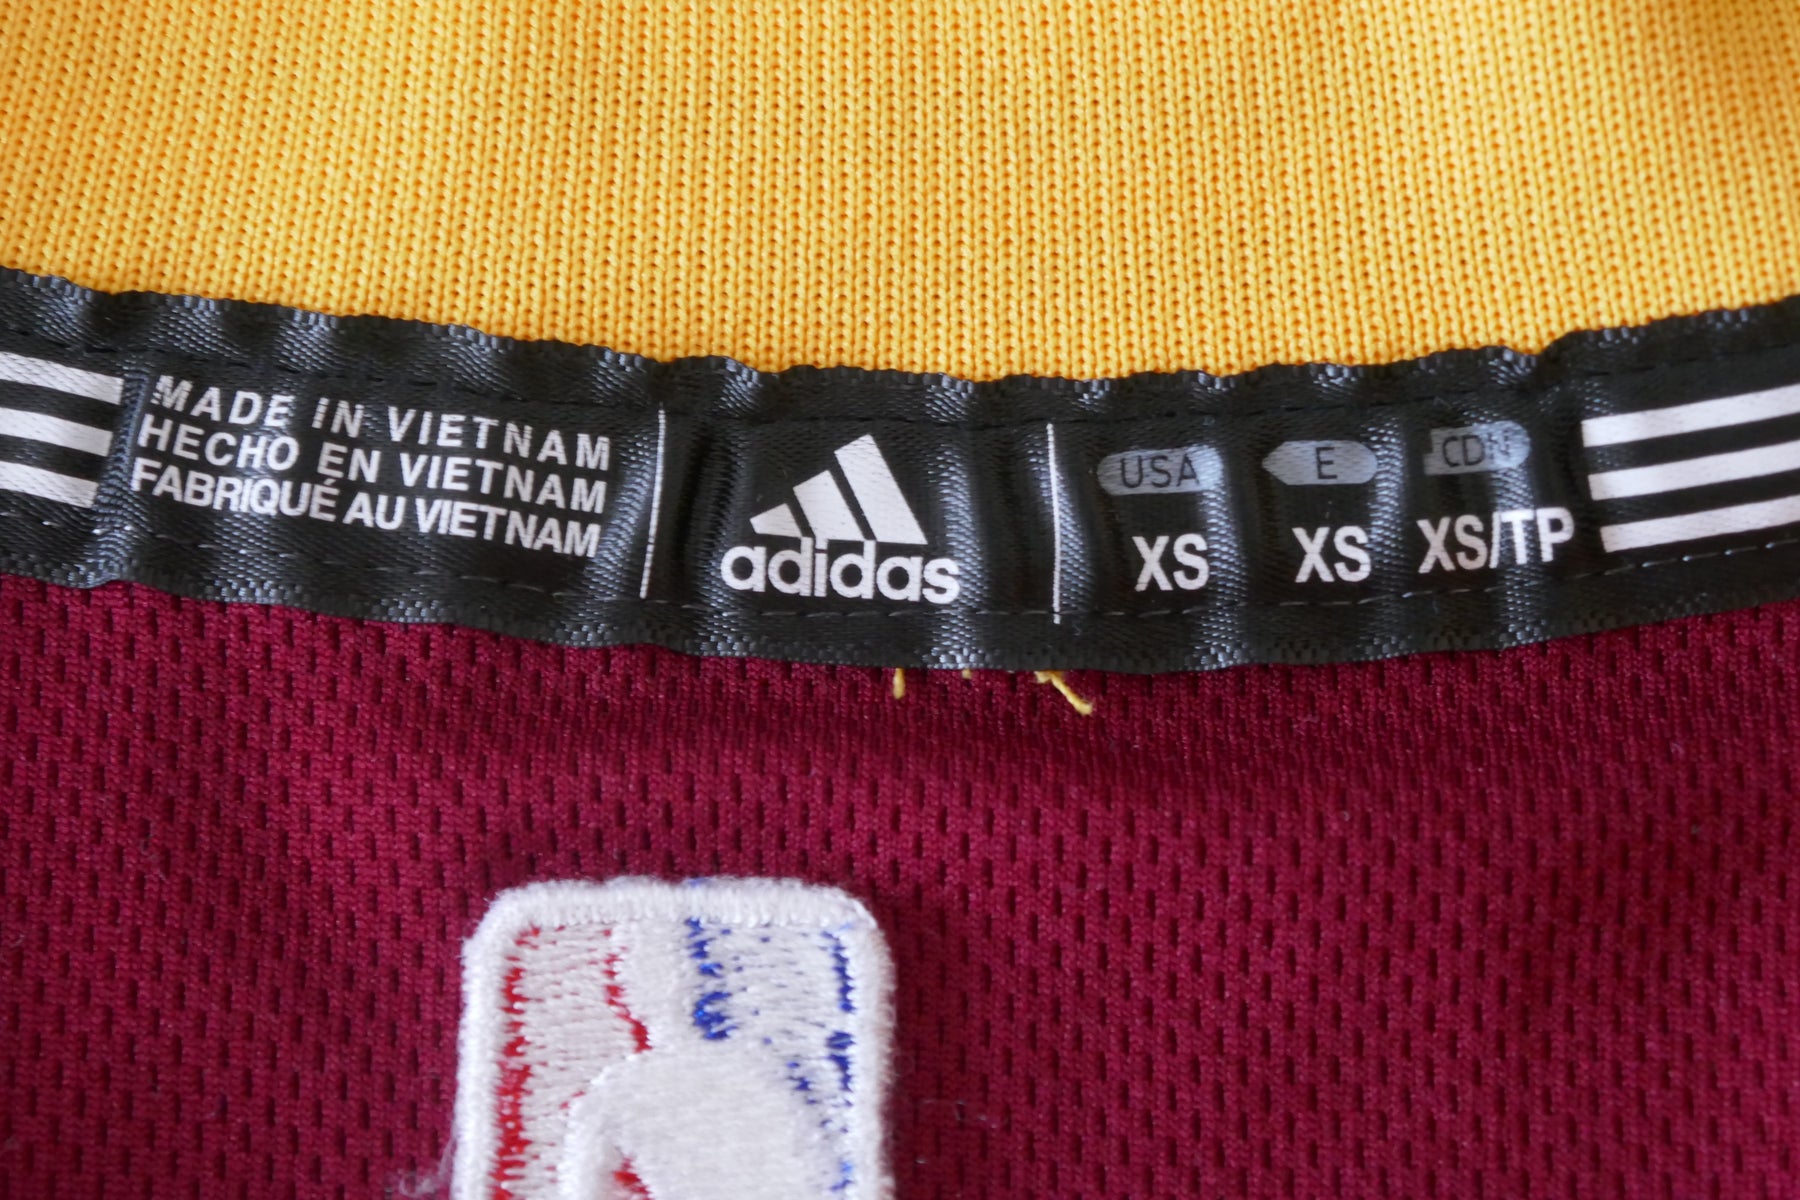 MADE IN VIETNAM
HECHO EN VIETNAM
FABRIQUÉ AU VIETNAM
adidas
USA E CDN
XS XS XS/TP